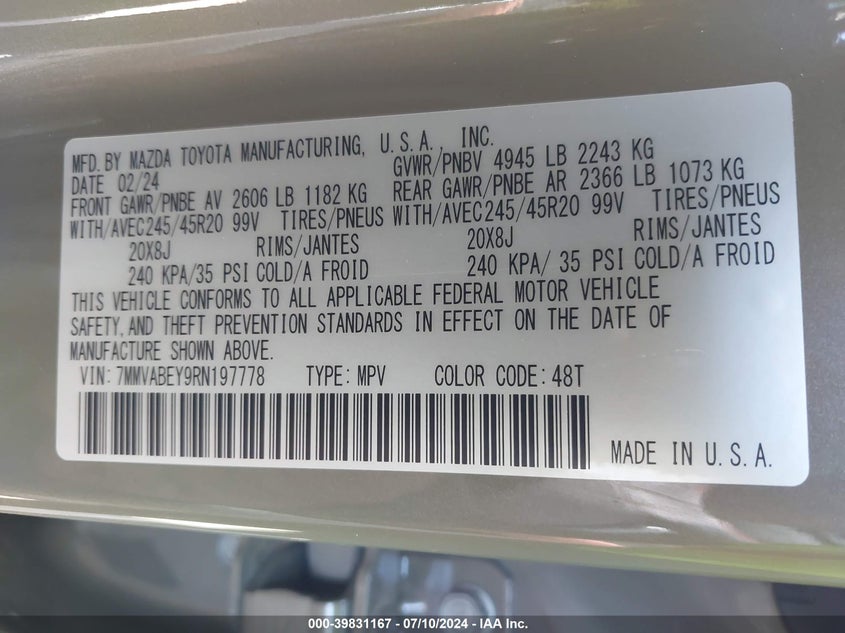 MFD. BY MAZDA TOYOTA MANUFACTURING, U.S.A. INC.
DATE 02/24 GVWR/PNBV 4945 LB 2243 KG
FRONT GAWR/PNBE AV 2606 LB 1182 KG REAR GAWR/PNBE AR 2366 LB 1073 KG
WITH/AVEC245/45R20 99V TIRES/PNEUS WITH/AVEC245/45R20 99V TIRES/PNEUS
20X8J RIMS/JANTES 20X8J RIMS/JANTES
240 KPA/35 PSI COLD/A FROID 240 KPA/ 35 PSI COLD/A FROID
THIS VEHICLE CONFORMS TO ALL APPLICABLE FEDERAL MOTOR VEHICLE
SAFETY, AND THEFT PREVENTION STANDARDS IN EFFECT ON THE DATE OF
MANUFACTURE SHOWN ABOVE.
VIN: 7MMVABEY9RN197778 TYPE: MPV COLOR CODE: 48T
MADE IN U.S.A.
000-39831167 - 07/10/2024 - IAAI.COM